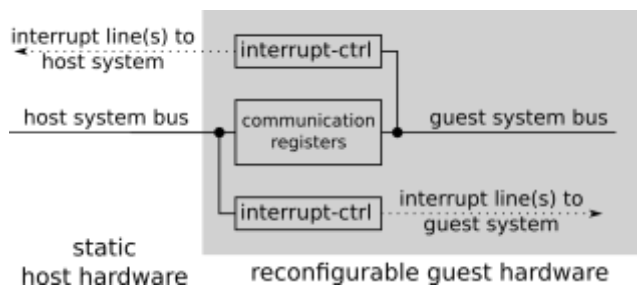 interrupt line(s) to
host system
interrupt-ctrl
host system bus
communication
registers
guest system bus
interrupt-ctrl
interrupt line(s) to
guest system
static
host hardware
reconfigurable guest hardware